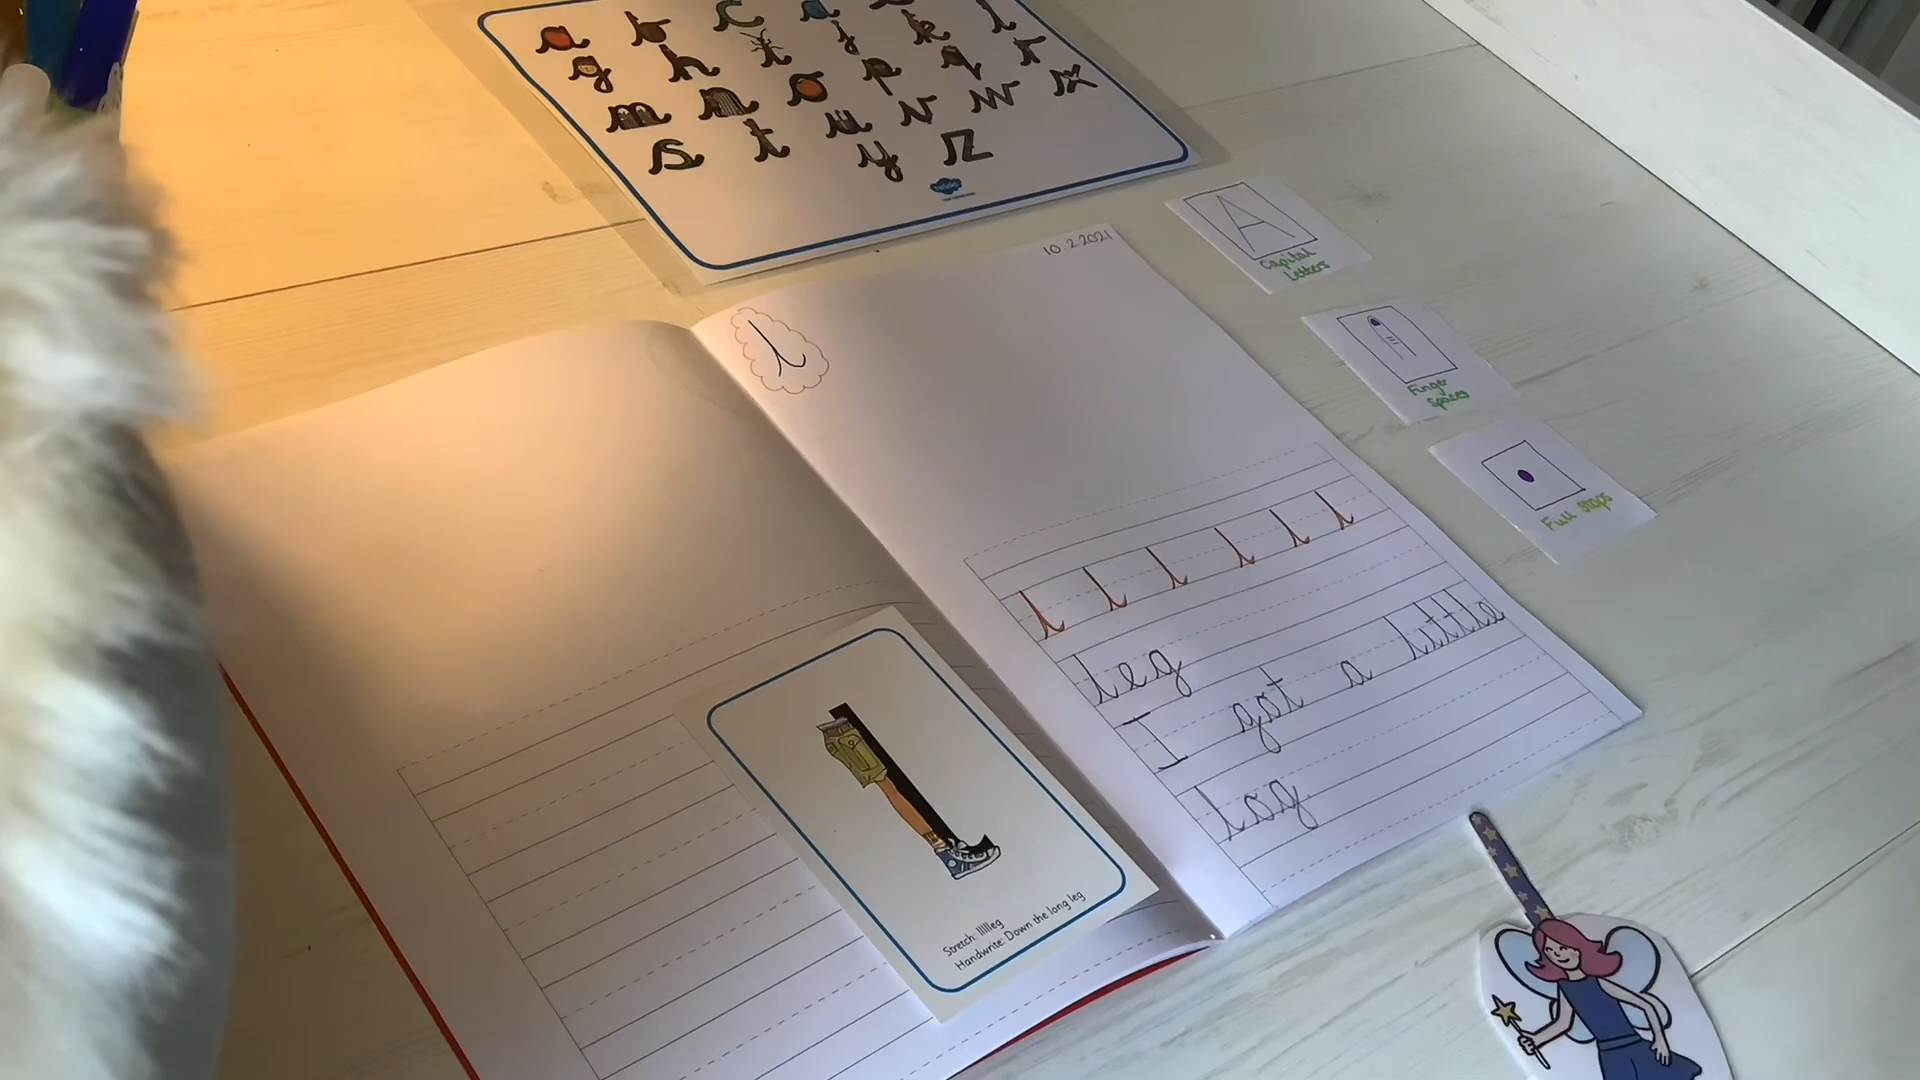 a b c d
g h i j k l
m n o p q r
s t u v w x
y z
10.2.2021
l
A
Capital
Letters
Finger
Spaces
Full Stops
l l l l l l
leg
I got a little
log
Stretch: lllleg
Handwrite: Down the long leg